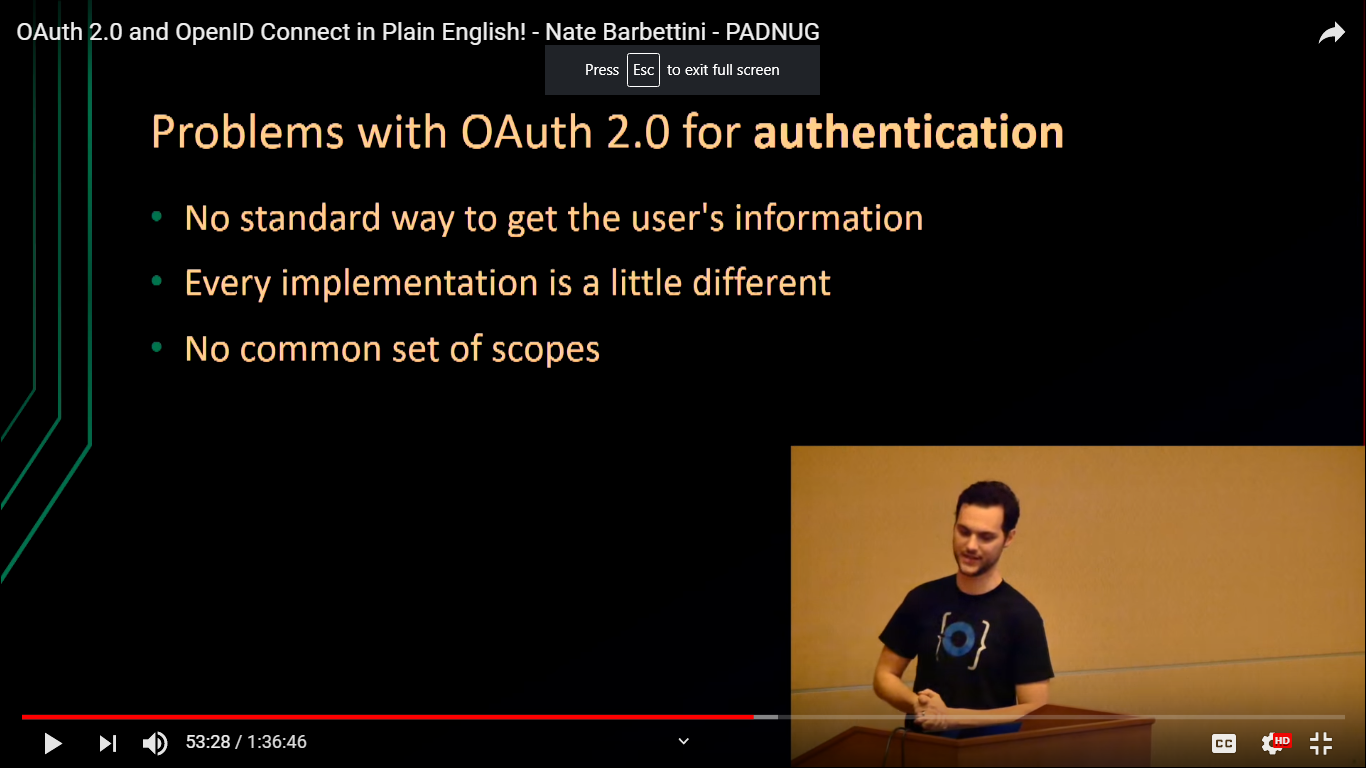 OAuth 2.0 and OpenID Connect in Plain English! - Nate Barbettini - PADNUG
Press Esc to exit full screen
Problems with OAuth 2.0 for authentication
• No standard way to get the user's information
• Every implementation is a little different
• No common set of scopes
53:28 / 1:36:46
CC
HD